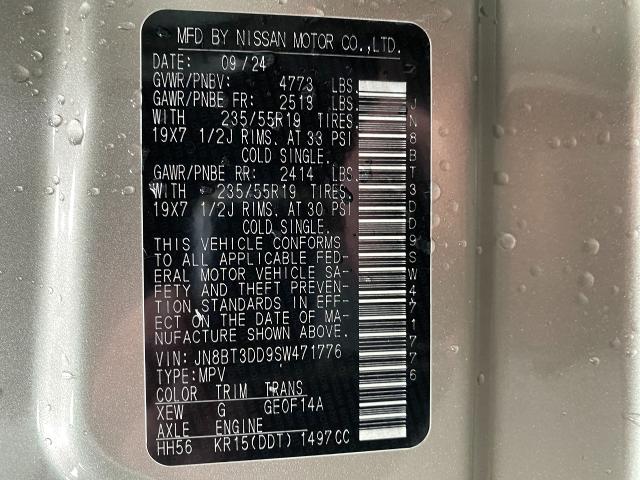 MFD BY NISSAN MOTOR CO.,LTD.
DATE: 09/24
GVWR/PNBV: 4773 LBS.
GAWR/PNBE FR: 2513 LBS.
WITH 235/55R19 TIRES.
19X7 1/2J RIMS. AT 33 PSI
COLD SINGLE.
GAWR/PNBE RR: 2414 LBS.
WITH 235/55R19 TIRES.
19X7 1/2J RIMS. AT 30 PSI
COLD SINGLE.
THIS VEHICLE CONFORMS
TO ALL APPLICABLE FED-
ERAL MOTOR VEHICLE SA-
FETY AND THEFT PREVEN-
TION STANDARDS IN EFF-
ECT ON THE DATE OF MA-
NUFACTURE SHOWN ABOVE.
VIN: JN8BT3DD9SW471776
TYPE: MPV
COLOR TRIM TRANS
XEW G GE0F14A
AXLE ENGINE
HH56 KR15(DDT) 1497CC
JN8BT3DD9SW471776